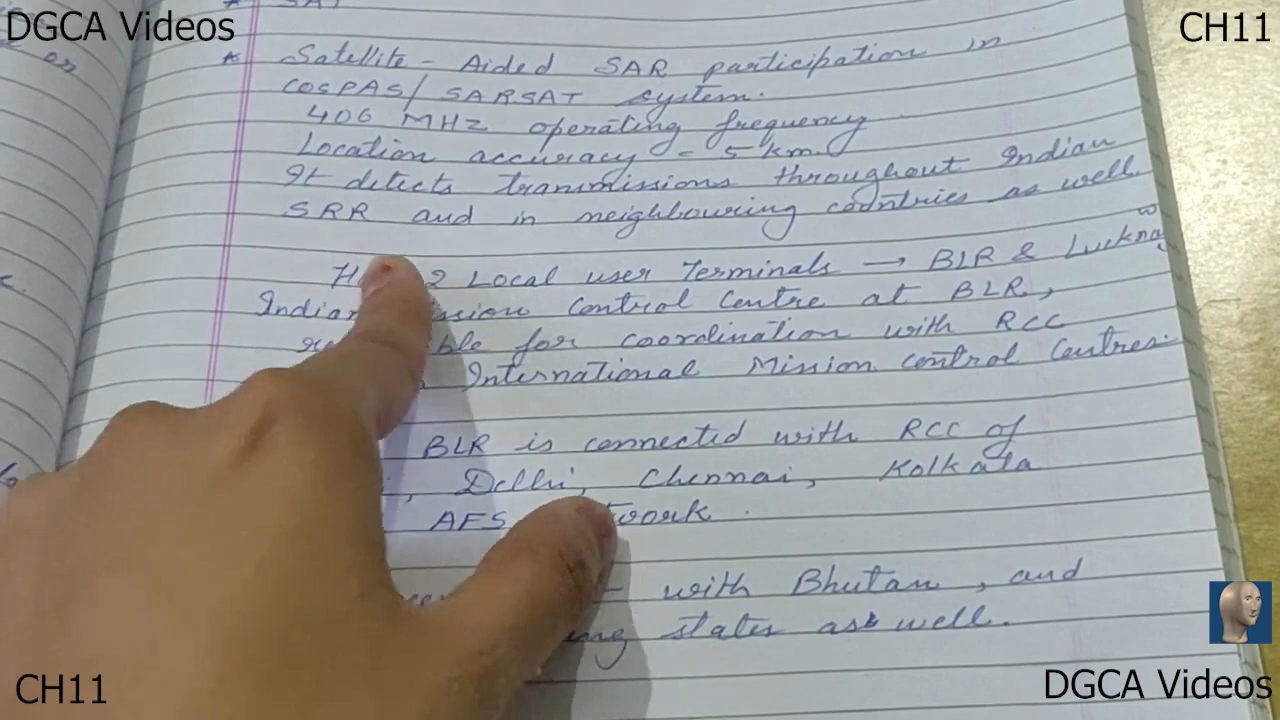 DGCA Videos
CH11
* SAT
* Satellite - Aided SAR participation in
COSPAS/SARSAT system.
406 MHZ operating frequency
Location accuracy = 5 km.
It detects transmissions throughout Indian
SRR and in neighbouring countries as well.
2 Local user Terminals → BLR & Lucknow
Indian Control Centre at BLR,
for coordination with RCC
International Mission control Centres.
BLR is connected with RCC of
, Delhi, Chennai, Kolkata
AFS
with Bhutan, and
states as well.
CH11
DGCA Videos